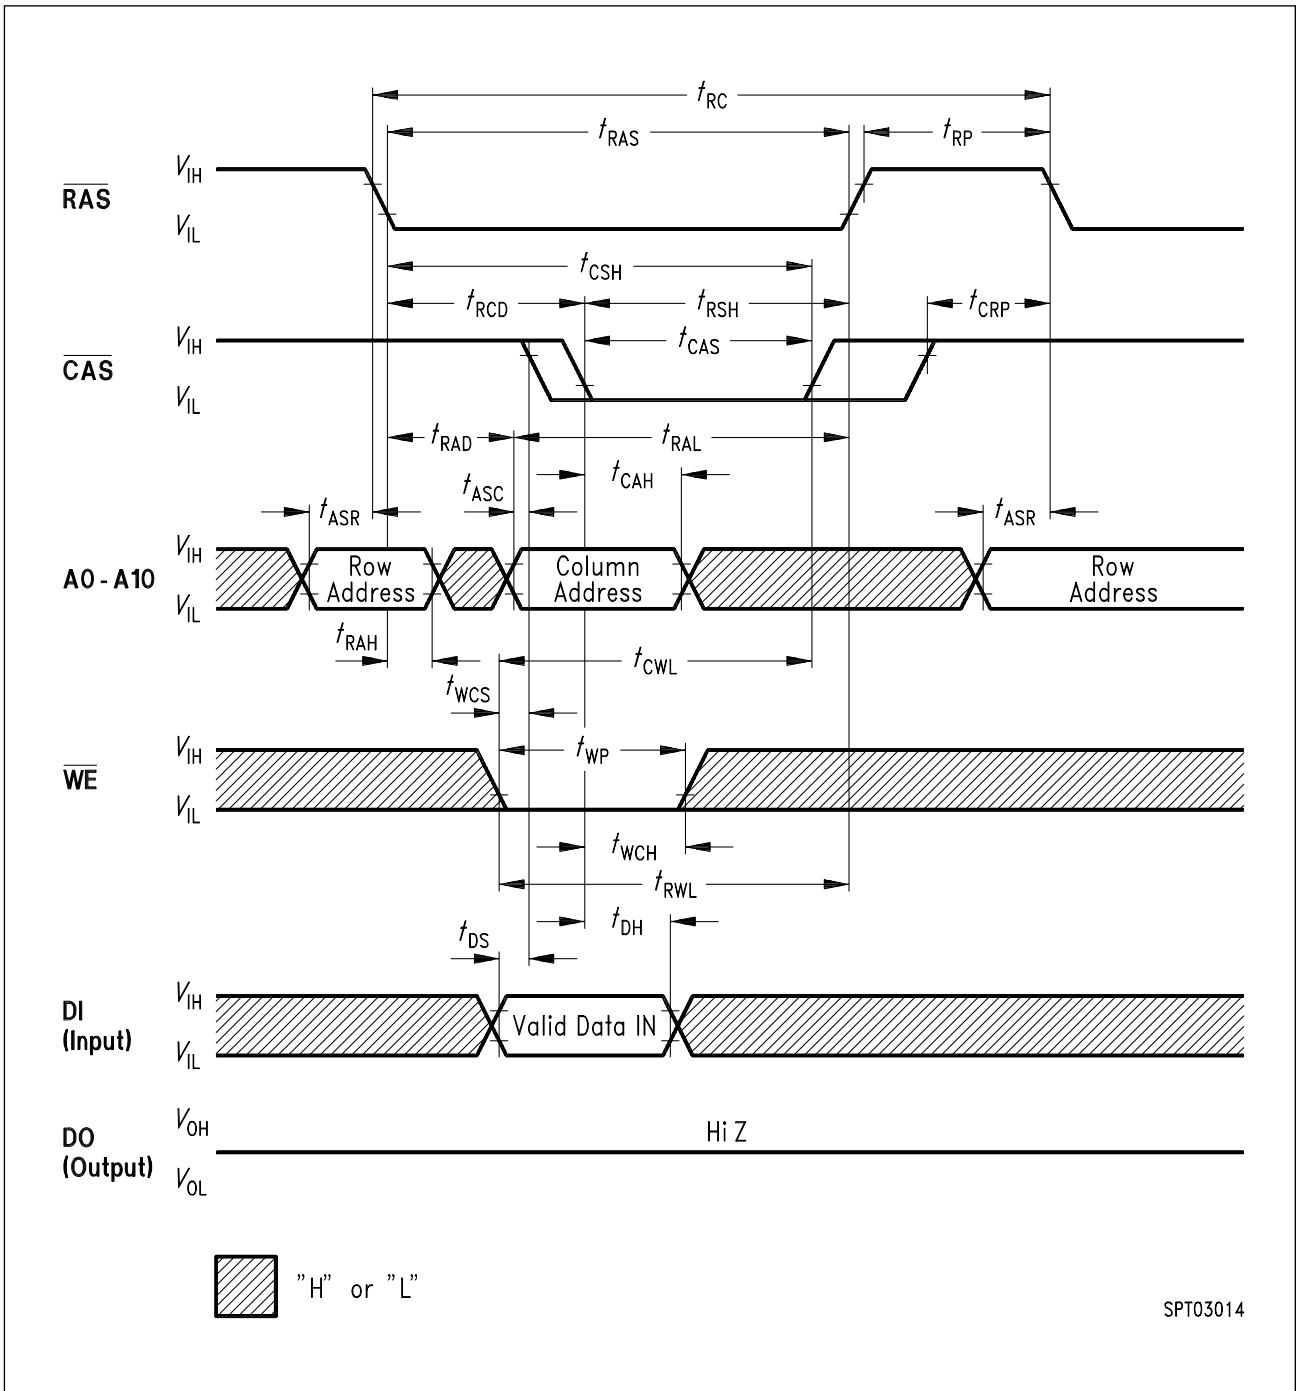 tRC
tRAS
tRP
VIH
RAS
VIL
tCSH
tRCD
tRSH
tCRP
VIH
tCAS
CAS
VIL
tRAD
tRAL
tCAH
tASC
tASR
tASR
VIH
Row
Column
Row
A0 - A10
Address
Address
Address
VIL
tRAH
tCWL
tWCS
VIH
tWP
WE
VIL
tWCH
tRWL
tDH
tDS
VIH
DI
(Input)
Valid Data IN
VIL
VOH
Hi Z
DO
(Output)
VOL
"H" or "L"
SPT03014